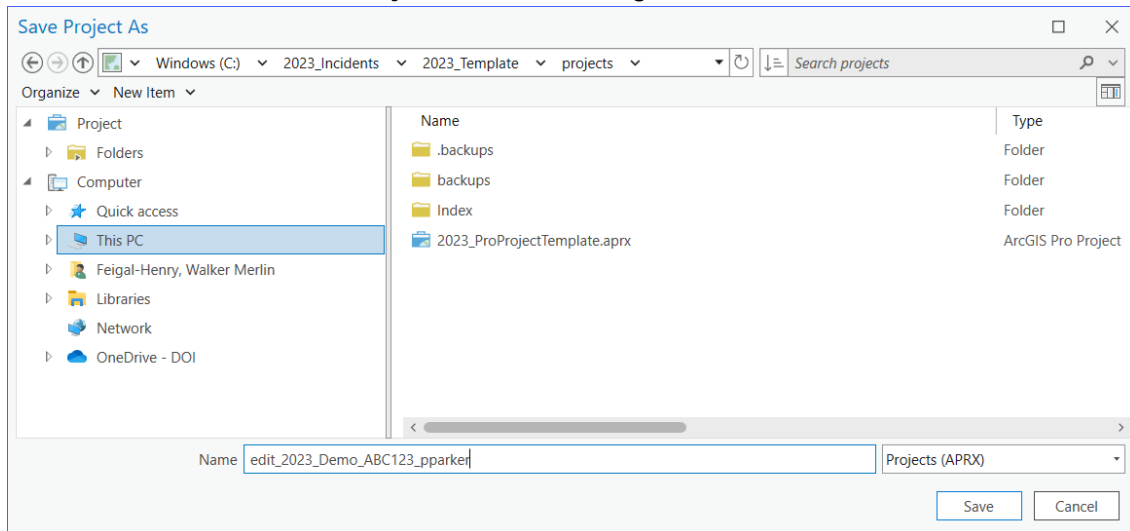 Save Project As
Windows (C:) 2023_Incidents 2023_Template projects Search projects
Organize New Item
Name Type
Project
Folders
Computer
Quick access
This PC
Feigal-Henry, Walker Merlin
Libraries
Network
OneDrive - DOI
.backups Folder
backups Folder
Index Folder
2023_ProProjectTemplate.aprx ArcGIS Pro Project
Name edit_2023_Demo_ABC123_pparker Projects (APRX)
Save Cancel